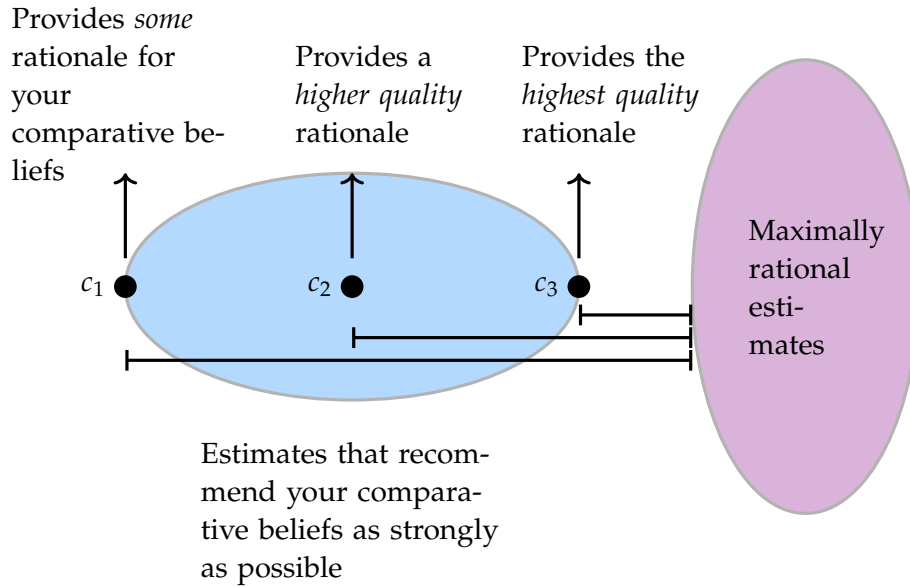 Provides some
rationale for
your
comparative be-
liefs
Provides a
higher quality
rationale
Provides the
highest quality
rationale
c1
c2
c3
Maximally
rational
esti-
mates
Estimates that recom-
mend your compara-
tive beliefs as strongly
as possible